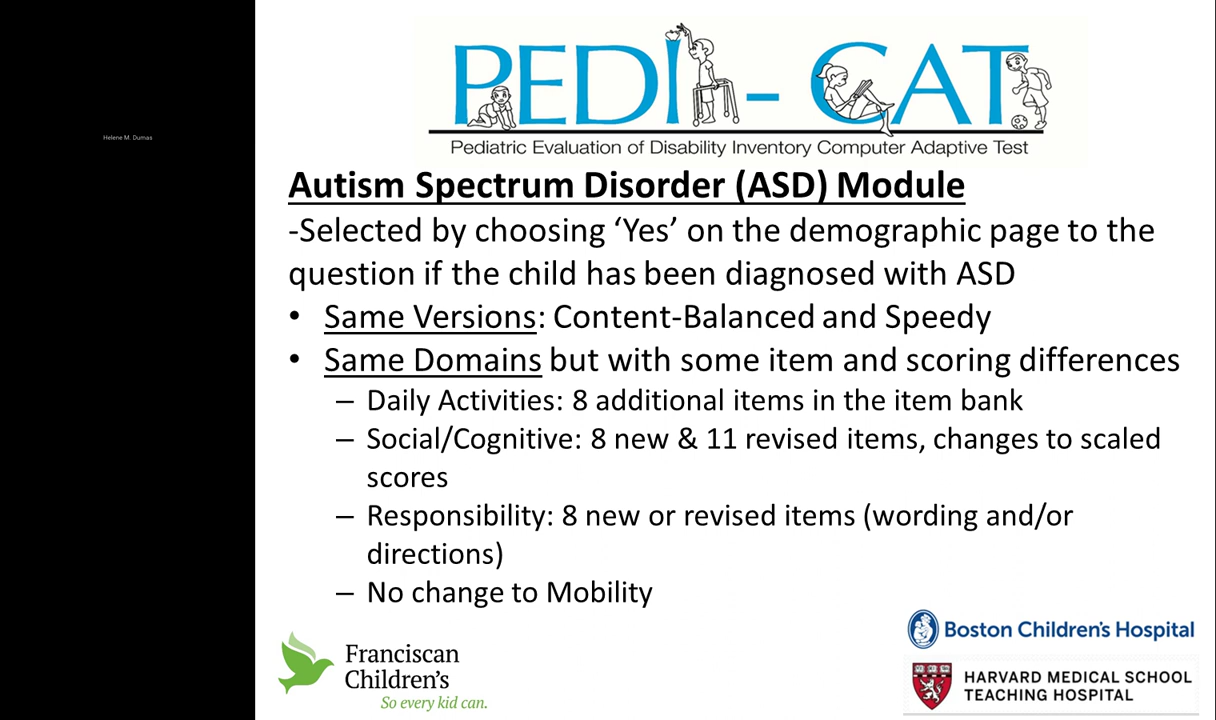 Helene M. Dumas
PEDI-CAT
Pediatric Evaluation of Disability Inventory Computer Adaptive Test
Autism Spectrum Disorder (ASD) Module
-Selected by choosing ‘Yes’ on the demographic page to the
question if the child has been diagnosed with ASD
• Same Versions: Content-Balanced and Speedy
• Same Domains but with some item and scoring differences
– Daily Activities: 8 additional items in the item bank
– Social/Cognitive: 8 new & 11 revised items, changes to scaled
scores
– Responsibility: 8 new or revised items (wording and/or
directions)
– No change to Mobility
Franciscan
Children's
So every kid can.
Boston Children's Hospital
HARVARD MEDICAL SCHOOL
TEACHING HOSPITAL